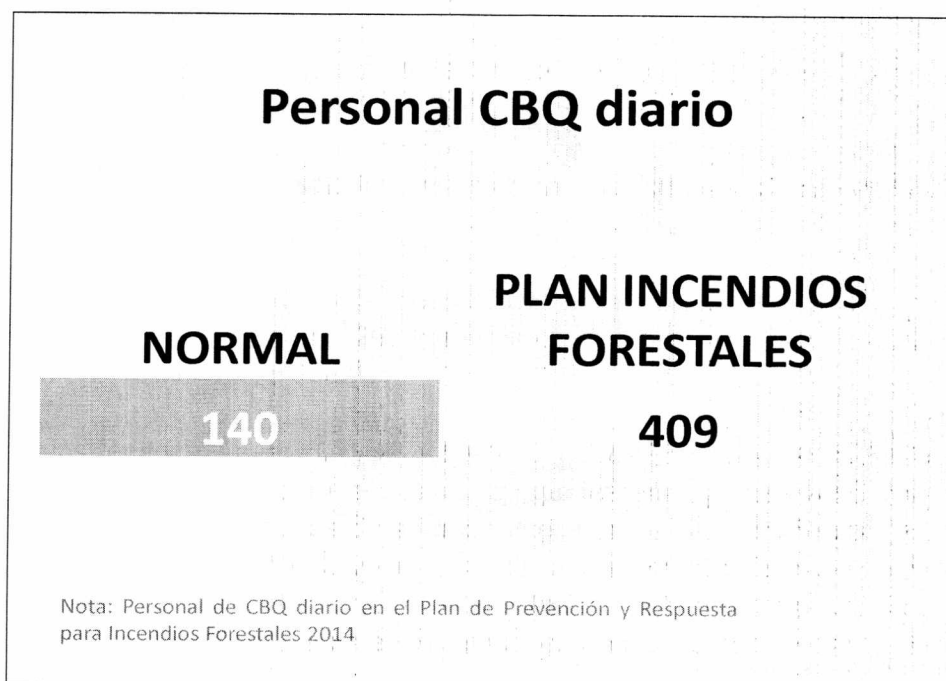 Personal CBQ diario
NORMAL
140
PLAN INCENDIOS
FORESTALES
409
Nota: Personal de CBQ diario en el Plan de Prevención y Respuesta
para Incendios Forestales 2014